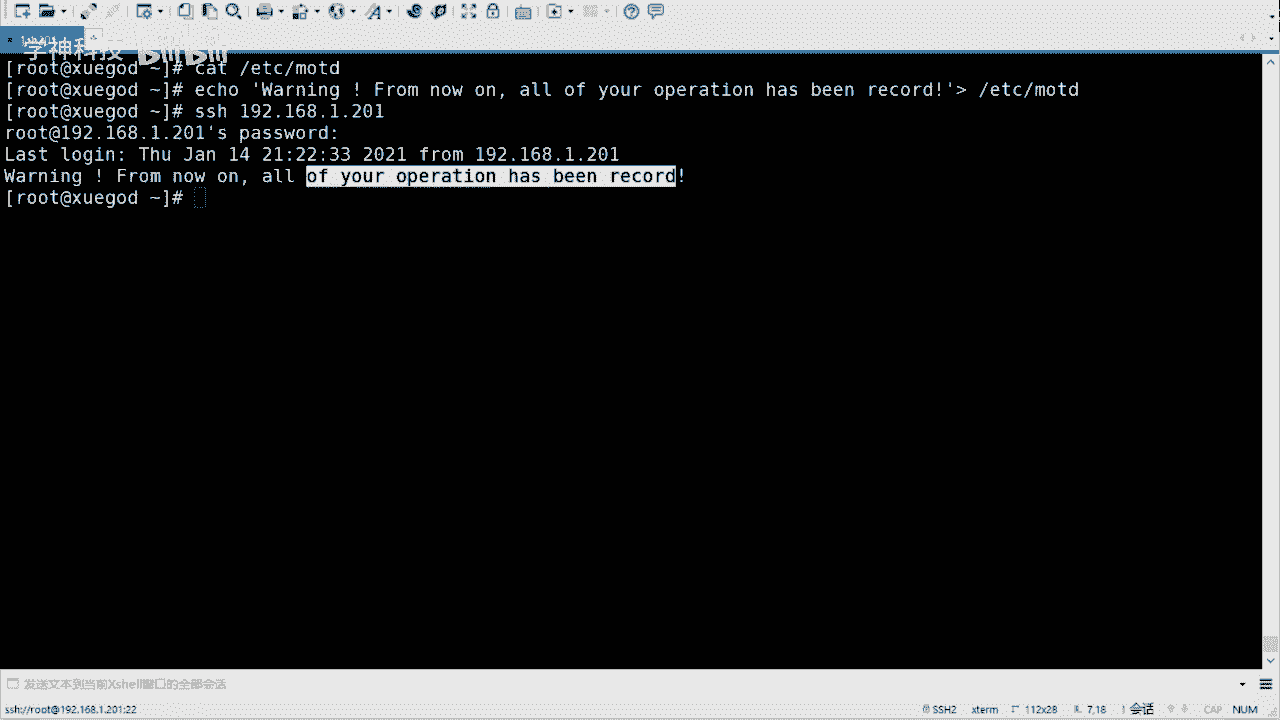 学神科技 bilibili
[root@xuegod ~]# cat /etc/motd
[root@xuegod ~]# echo 'Warning ! From now on, all of your operation has been record!'> /etc/motd
[root@xuegod ~]# ssh 192.168.1.201
root@192.168.1.201's password:
Last login: Thu Jan 14 21:22:33 2021 from 192.168.1.201
Warning ! From now on, all of your operation has been record!
[root@xuegod ~]#
发送文本到当前Xshell窗口的全部会话
ssh://root@192.168.1.201:22
SSH2 xterm 112x28 7,18 1 会话 CAP NUM